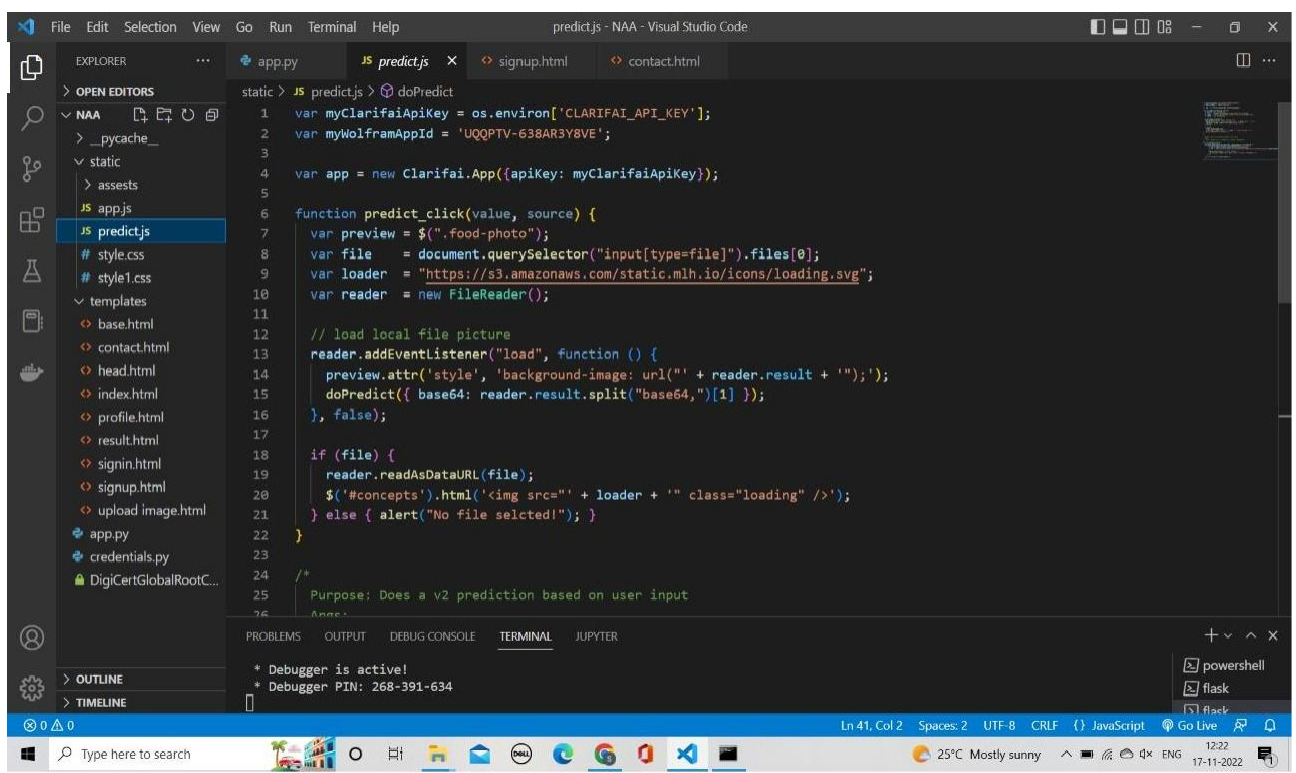 File Edit Selection View Go Run Terminal Help predict.js - NAA - Visual Studio Code
EXPLORER ...
app.py JS predict.js signup.html contact.html
OPEN EDITORS
static > JS predict.js > doPredict
NAA
__pycache__
static
assests
JS app.js
JS predict.js
# style.css
# style1.css
templates
base.html
contact.html
head.html
index.html
profile.html
result.html
signin.html
signup.html
upload image.html
app.py
credentials.py
DigiCertGlobalRootC...
OUTLINE
TIMELINE
1 var myClarifaiApiKey = os.environ['CLARIFAI_API_KEY'];
2 var myWolframAppId = 'UQQPTV-638AR3Y8VE';
3
4 var app = new Clarifai.App({apiKey: myClarifaiApiKey});
5
6 function predict_click(value, source) {
7 var preview = $(".food-photo");
8 var file = document.querySelector("input[type=file]").files[0];
9 var loader = "https://s3.amazonaws.com/static.mlh.io/icons/loading.svg";
10 var reader = new FileReader();
11
12 // load local file picture
13 reader.addEventListener("load", function () {
14 preview.attr('style', 'background-image: url("' + reader.result + '");');
15 doPredict({ base64: reader.result.split("base64,")[1] });
16 }, false);
17
18 if (file) {
19 reader.readAsDataURL(file);
20 $('#concepts').html('<img src="' + loader + '" class="loading" />');
21 } else { alert("No file selcted!"); }
22 }
23
24 /*
25 Purpose: Does a v2 prediction based on user input
26 Args:
PROBLEMS OUTPUT DEBUG CONSOLE TERMINAL JUPYTER
* Debugger is active!
* Debugger PIN: 268-391-634
powershell
flask
flask
0 0 Ln 41, Col 2 Spaces: 2 UTF-8 CRLF {} JavaScript Go Live
Type here to search DELL 25°C Mostly sunny ENG 12:22
17-11-2022